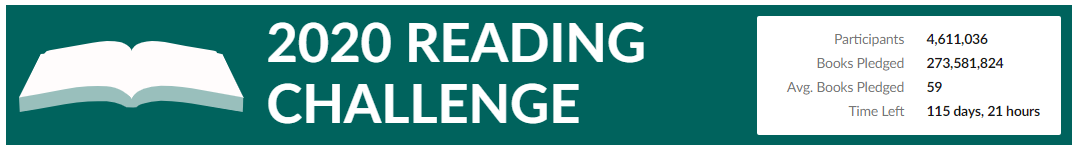 2020 READING
CHALLENGE
Participants 4,611,036
Books Pledged 273,581,824
Avg. Books Pledged 59
Time Left 115 days, 21 hours